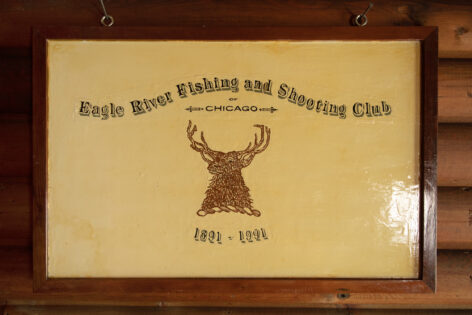 Eagle River Fishing and Shooting Club
OF
CHICAGO
1891 - 1991